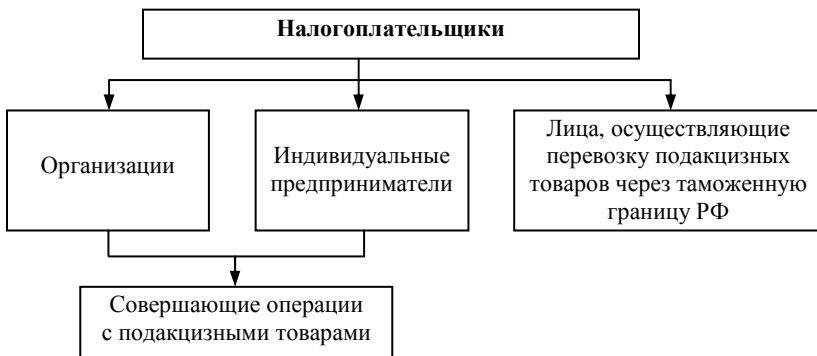 Налогоплательщики
Организации
Индивидуальные
предприниматели
Лица, осуществляющие
перевозку подакцизных
товаров через таможенную
границу РФ
Совершающие операции
с подакцизными товарами